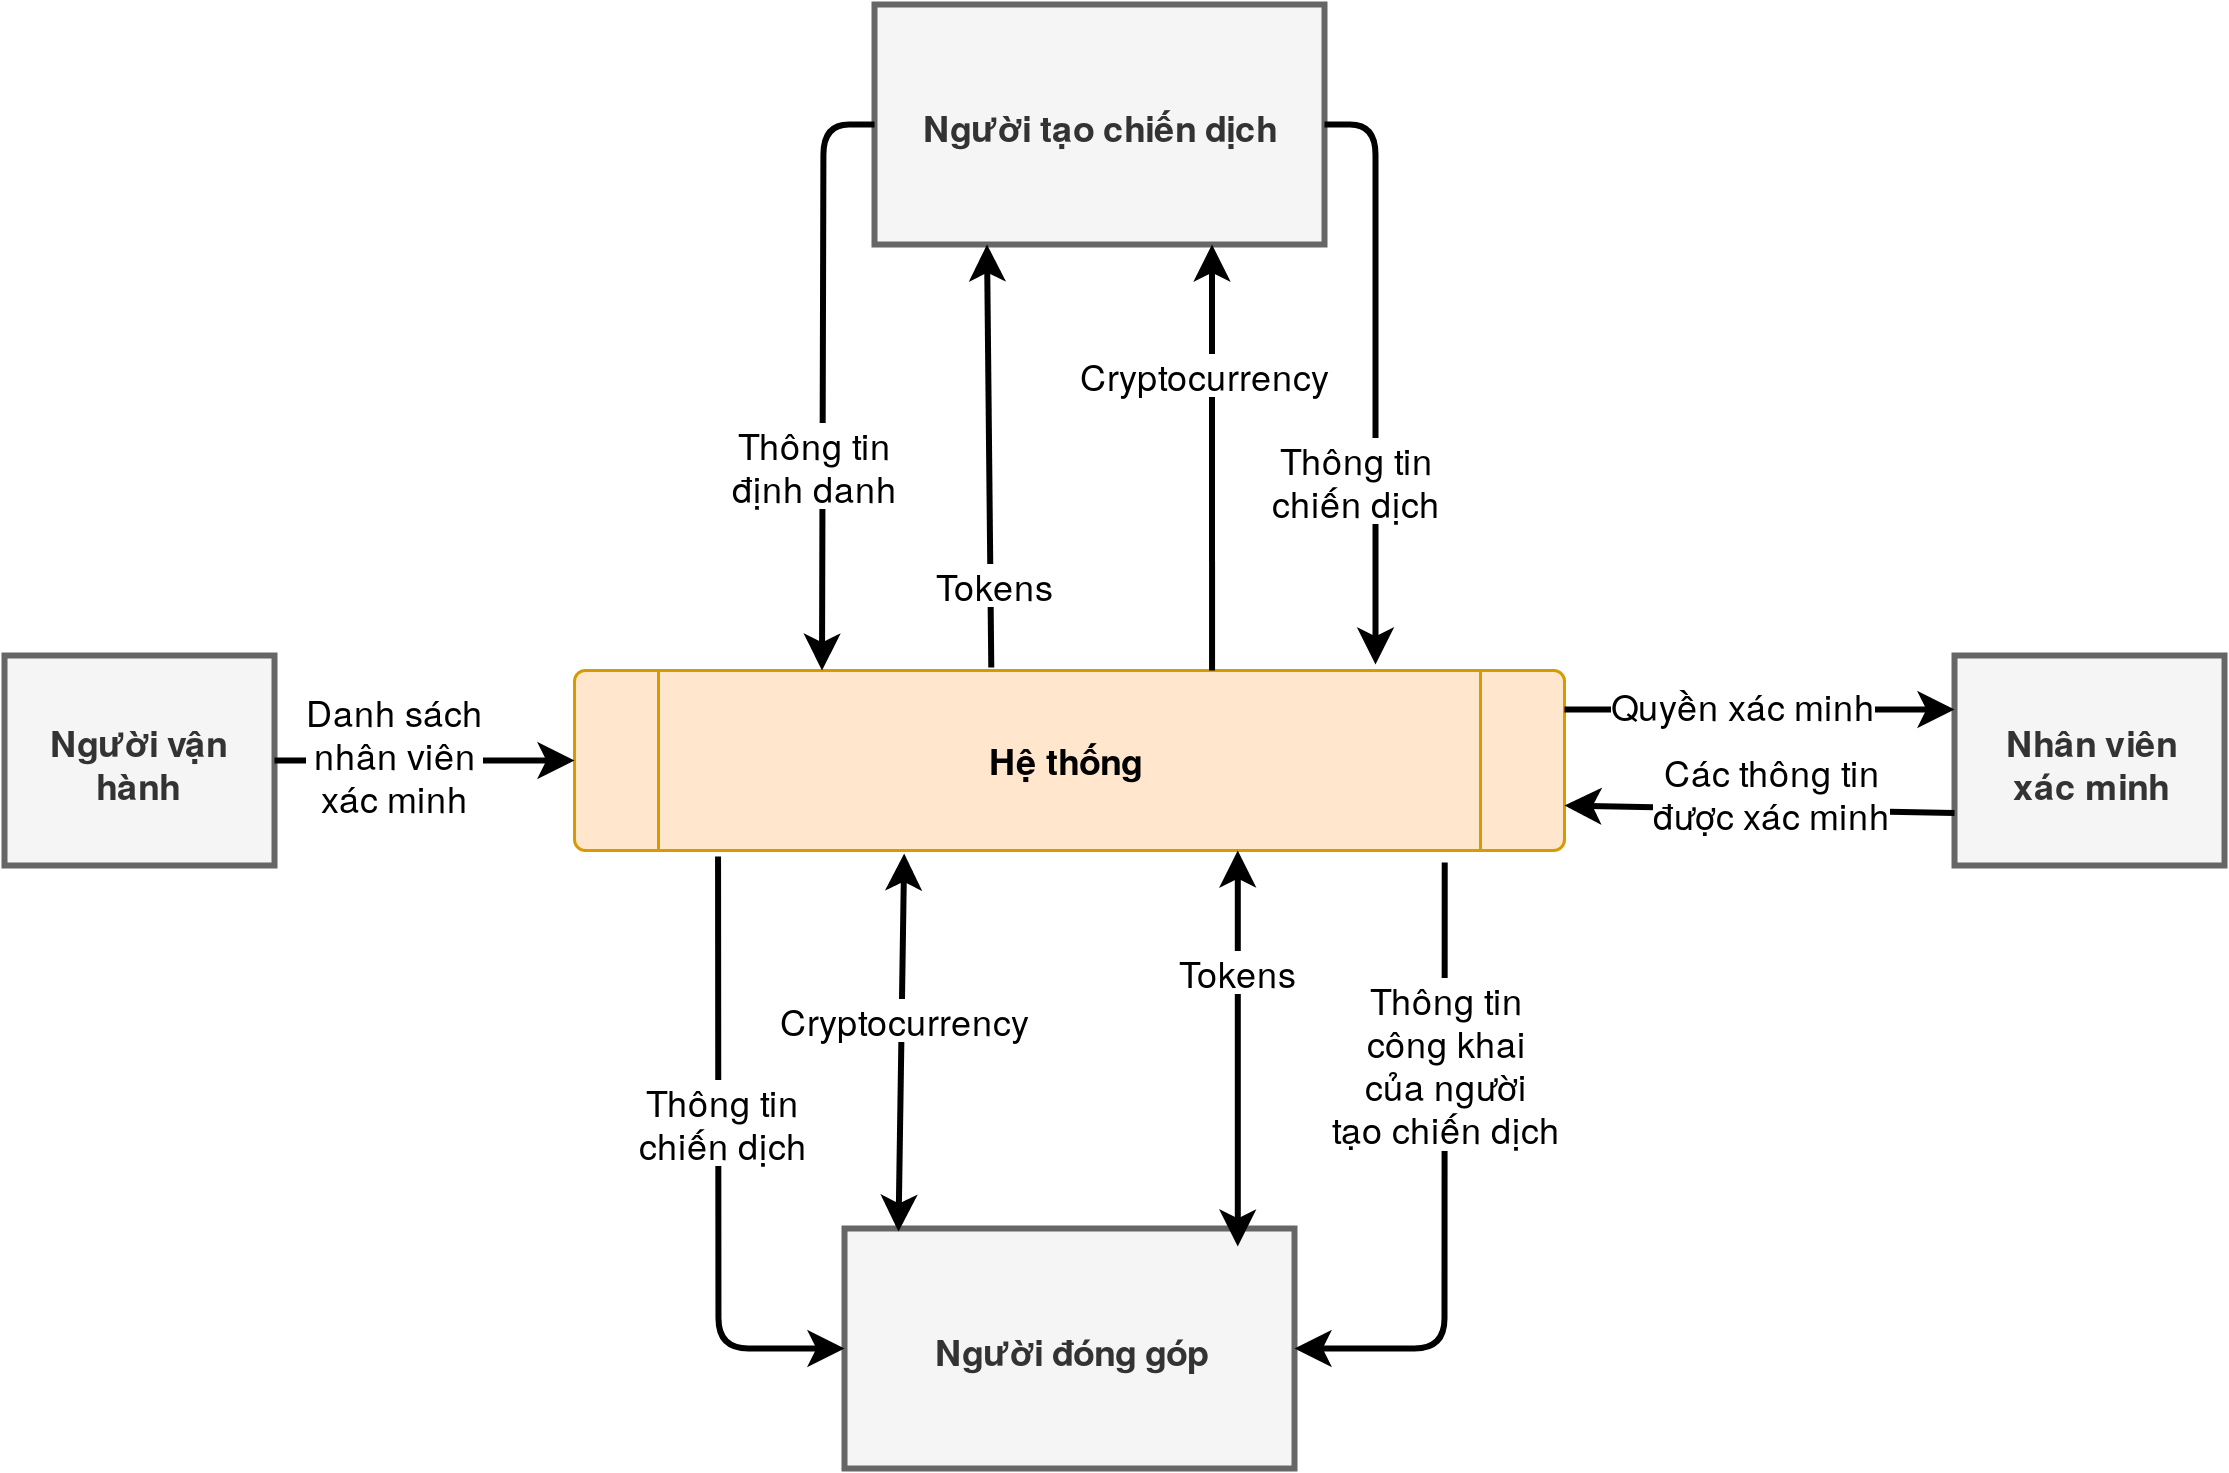 Người tạo chiến dịch
Cryptocurrency
Thông tin
định danh
Thông tin
chiến dịch
Tokens
Người vận
hành
Danh sách
nhân viên
xác minh
Hệ thống
Quyền xác minh
Các thông tin
được xác minh
Nhân viên
xác minh
Tokens
Cryptocurrency
Thông tin
công khai
của người
tạo chiến dịch
Thông tin
chiến dịch
Người đóng góp